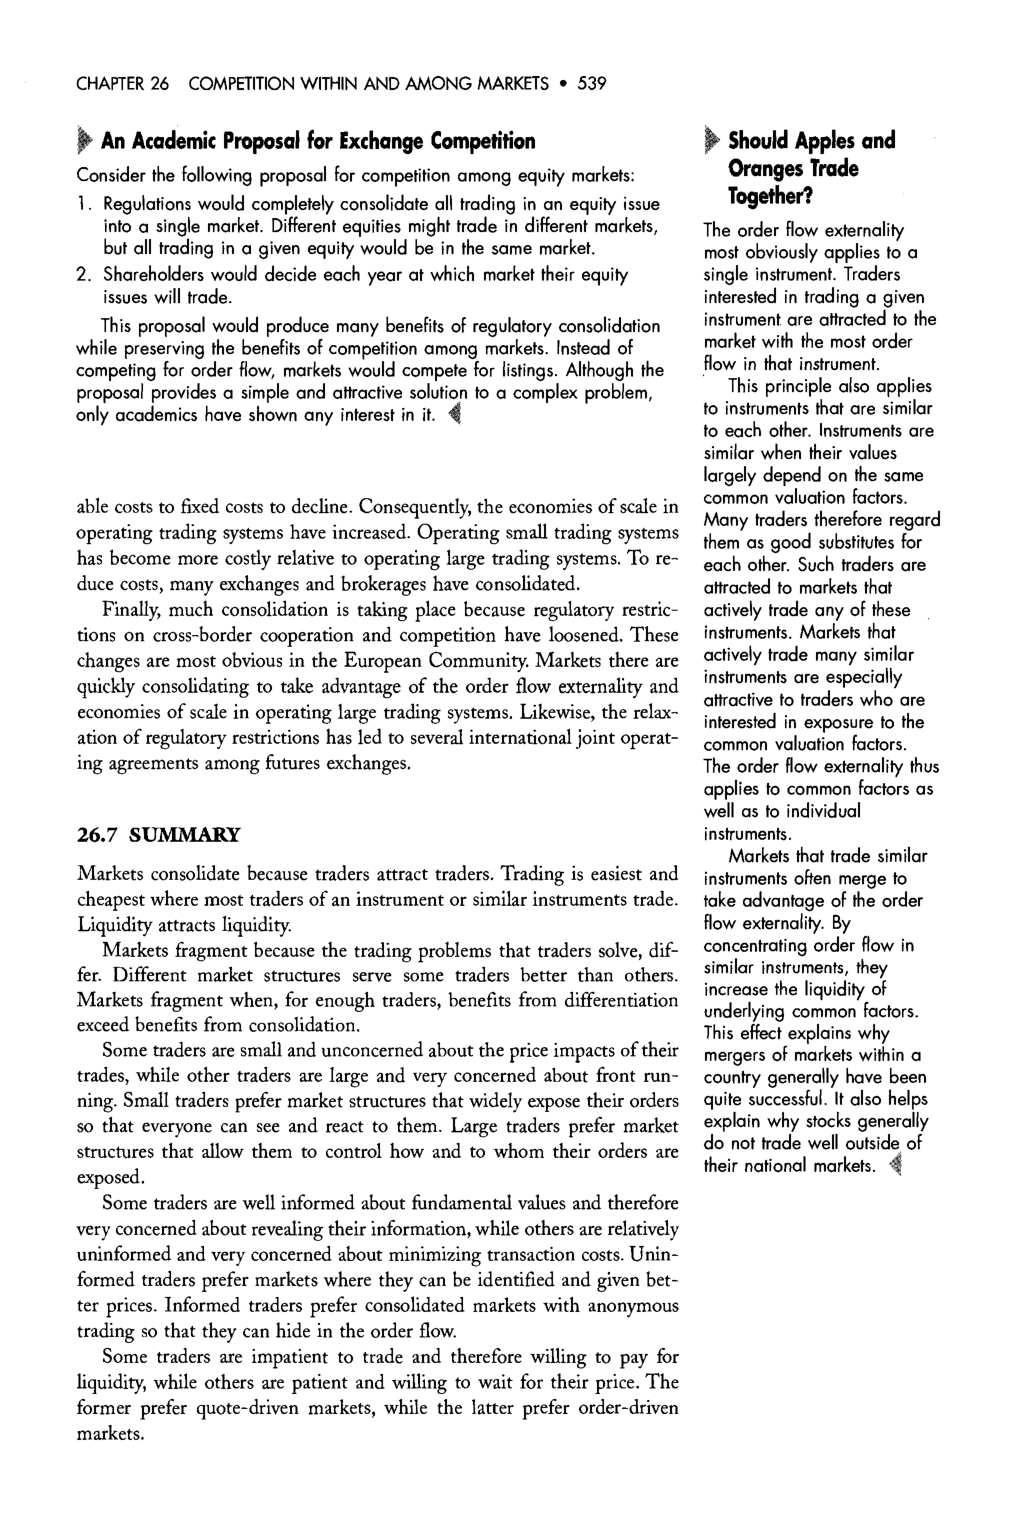 CHAPTER 26 COMPETITION WITHIN AND AMONG MARKETS • 539
An Academic Proposal for Exchange Competition
Consider the following proposal for competition among equity markets:
1. Regulations would completely consolidate all trading in an equity issue
into a single market. Different equities might trade in different markets,
but all trading in a given equity would be in the same market.
2. Shareholders would decide each year at which market their equity
issues will trade.
This proposal would produce many benefits of regulatory consolidation
while preserving the benefits of competition among markets. Instead of
competing for order flow, markets would compete for listings. Although the
proposal provides a simple and attractive solution to a complex problem,
only academics have shown any interest in it.
able costs to fixed costs to decline. Consequently, the economies of scale in
operating trading systems have increased. Operating small trading systems
has become more costly relative to operating large trading systems. To re-
duce costs, many exchanges and brokerages have consolidated.
Finally, much consolidation is taking place because regulatory restric-
tions on cross-border cooperation and competition have loosened. These
changes are most obvious in the European Community. Markets there are
quickly consolidating to take advantage of the order flow externality and
economies of scale in operating large trading systems. Likewise, the relax-
ation of regulatory restrictions has led to several international joint operat-
ing agreements among futures exchanges.
26.7 SUMMARY
Markets consolidate because traders attract traders. Trading is easiest and
cheapest where most traders of an instrument or similar instruments trade.
Liquidity attracts liquidity.
Markets fragment because the trading problems that traders solve, dif-
fer. Different market structures serve some traders better than others.
Markets fragment when, for enough traders, benefits from differentiation
exceed benefits from consolidation.
Some traders are small and unconcerned about the price impacts of their
trades, while other traders are large and very concerned about front run-
ning. Small traders prefer market structures that widely expose their orders
so that everyone can see and react to them. Large traders prefer market
structures that allow them to control how and to whom their orders are
exposed.
Some traders are well informed about fundamental values and therefore
very concerned about revealing their information, while others are relatively
uninformed and very concerned about minimizing transaction costs. Unin-
formed traders prefer markets where they can be identified and given bet-
ter prices. Informed traders prefer consolidated markets with anonymous
trading so that they can hide in the order flow.
Some traders are impatient to trade and therefore willing to pay for
liquidity, while others are patient and willing to wait for their price. The
former prefer quote-driven markets, while the latter prefer order-driven
markets.
Should Apples and
Oranges Trade
Together?
The order flow externality
most obviously applies to a
single instrument. Traders
interested in trading a given
instrument are attracted to the
market with the most order
flow in that instrument.
This principle also applies
to instruments that are similar
to each other. Instruments are
similar when their values
largely depend on the same
common valuation factors.
Many traders therefore regard
them as good substitutes for
each other. Such traders are
attracted to markets that
actively trade any of these
instruments. Markets that
actively trade many similar
instruments are especially
attractive to traders who are
interested in exposure to the
common valuation factors.
The order flow externality thus
applies to common factors as
well as to individual
instruments.
Markets that trade similar
instruments often merge to
take advantage of the order
flow externality. By
concentrating order flow in
similar instruments, they
increase the liquidity of
underlying common factors.
This effect explains why
mergers of markets within a
country generally have been
quite successful. It also helps
explain why stocks generally
do not trade well outside of
their national markets.